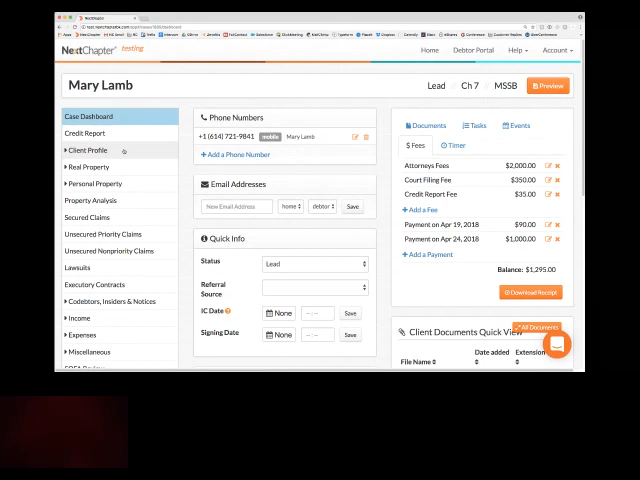 NextChapter
test.nextchapterbk.com
NextChapter testing
Home Debtor Portal Help Account
Mary Lamb
Lead Ch 7 MSSB Preview
Case Dashboard
Credit Report
Client Profile
Real Property
Personal Property
Property Analysis
Secured Claims
Unsecured Priority Claims
Unsecured Nonpriority Claims
Lawsuits
Executory Contracts
Codebtors, Insiders & Notices
Income
Expenses
Miscellaneous
SOFA Review
Phone Numbers
+1 (614) 721-9841 mobile Mary Lamb
+ Add a Phone Number
Email Addresses
New Email Address home debtor Save
Quick Info
Status Lead
Referral Source
IC Date None -- : -- Save
Signing Date None -- : -- Save
Documents Tasks Events
$ Fees Timer
Attorneys Fees $2,000.00
Court Filing Fee $350.00
Credit Report Fee $35.00
+ Add a Fee
Payment on Apr 19, 2018 $90.00
Payment on Apr 24, 2018 $1,000.00
+ Add a Payment
Balance: $1,295.00
Download Receipt
Client Documents Quick View All Documents
File Name Date added Extension